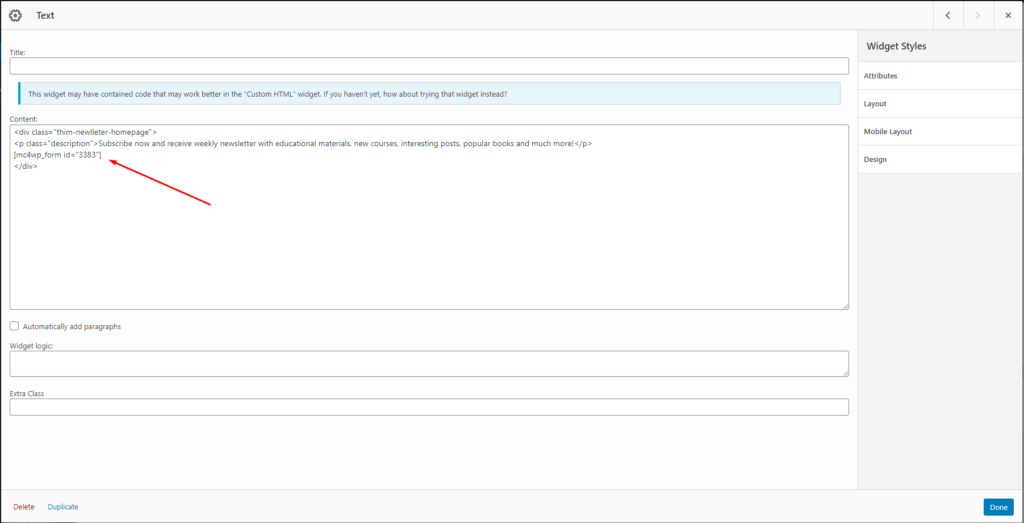 Text
Title:
This widget may have contained code that may work better in the "Custom HTML" widget. If you haven't yet, how about trying that widget instead?
Content:
<div class="thim-newlleter-homepage">
<p class="description">Subscribe now and receive weekly newsletter with educational materials, new courses, interesting posts, popular books and much more!</p>
[mc4wp_form id="3383"]
</div>
Automatically add paragraphs
Widget logic:
Extra Class
Widget Styles
Attributes
Layout
Mobile Layout
Design
Delete Duplicate
Done